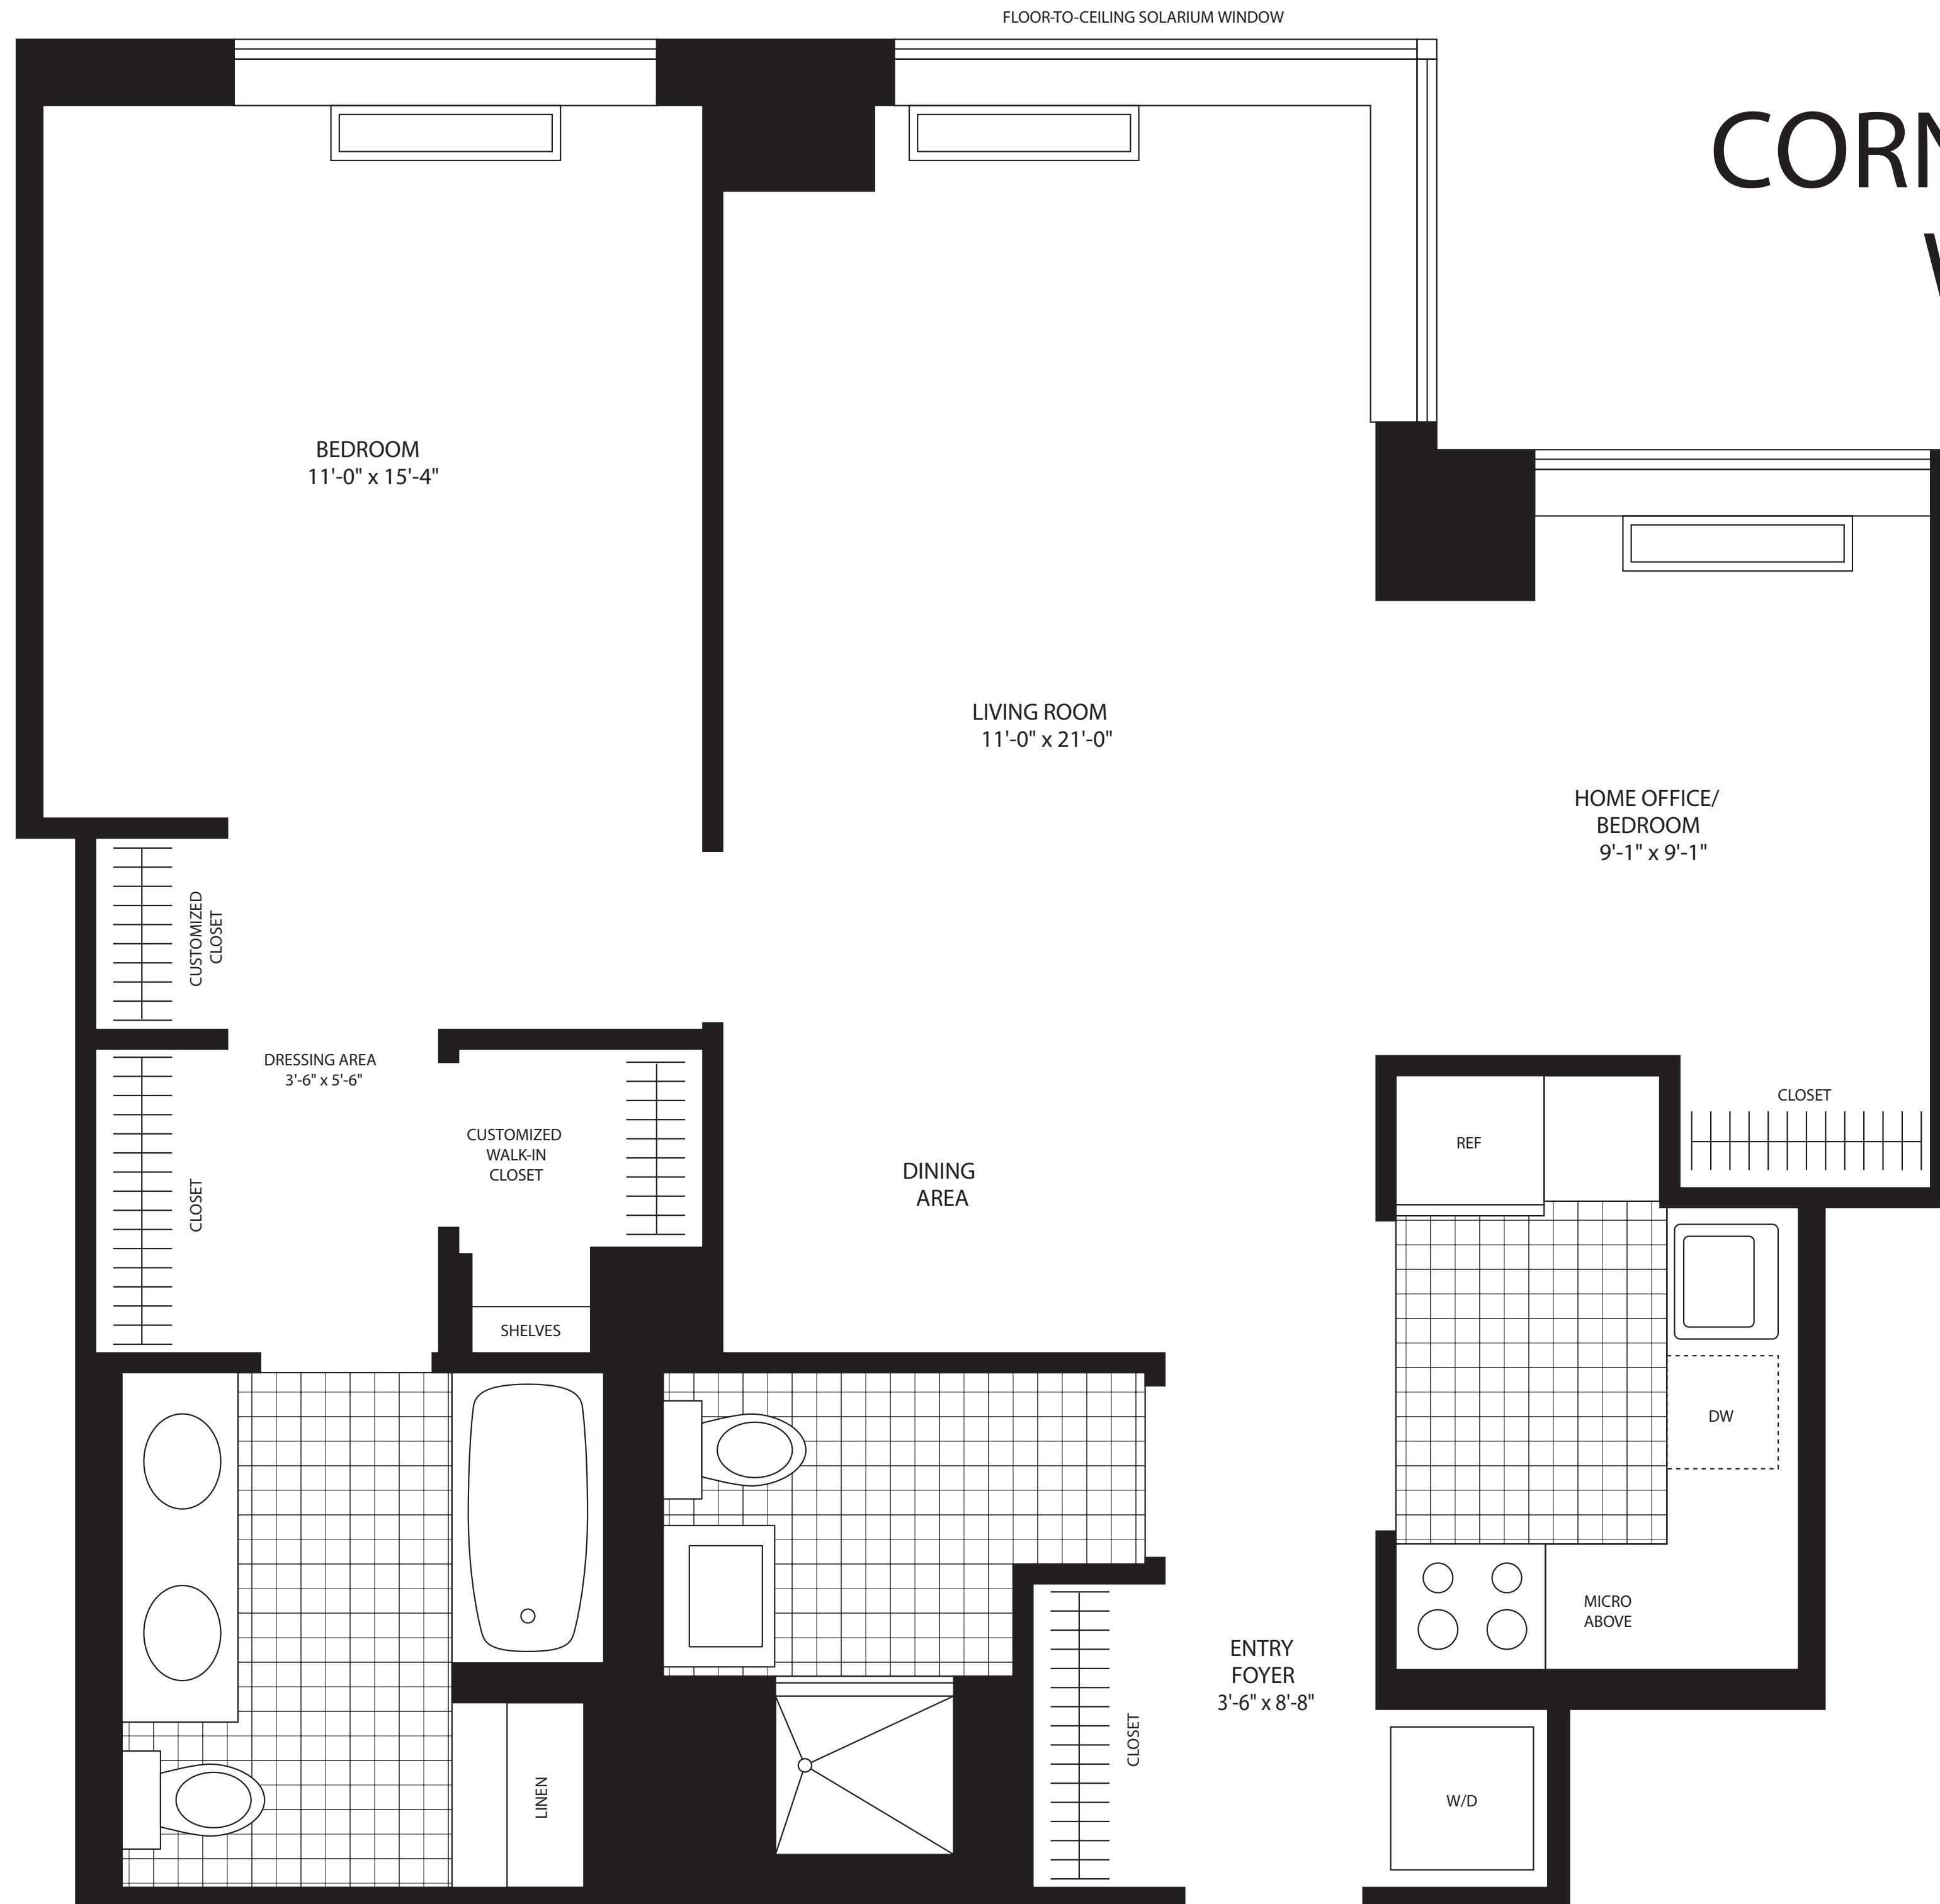 FLOOR-TO-CEILING SOLARIUM WINDOW
CORN
BEDROOM
11'-0" x 15'-4"
LIVING ROOM
11'-0" x 21'-0"
HOME OFFICE/
BEDROOM
9'-1" x 9'-1"
CUSTOMIZED
CLOSET
DRESSING AREA
3'-6" x 5'-6"
CLOSET
CUSTOMIZED
WALK-IN
CLOSET
SHELVES
DINING
AREA
REF
CLOSET
DW
MICRO
ABOVE
ENTRY
FOYER
3'-6" x 8'-8"
CLOSET
LINEN
W/D